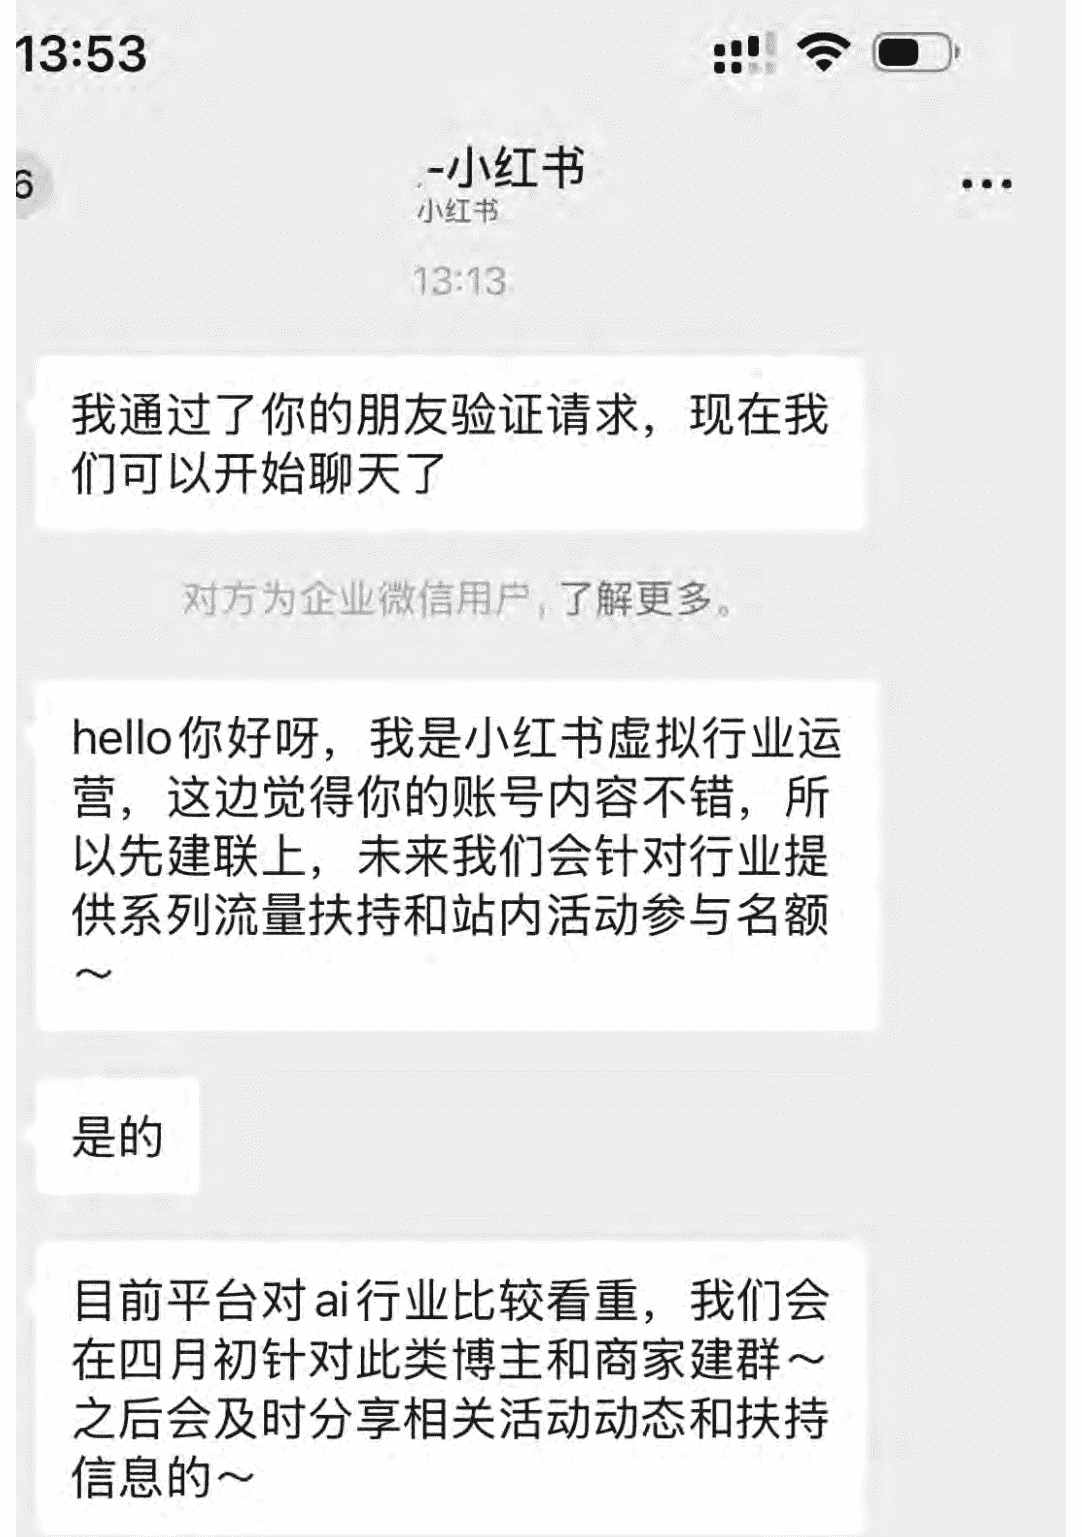 13:53
6
-小红书
小红书
13:13
我通过了你的朋友验证请求，现在我
们可以开始聊天了
对方为企业微信用户，了解更多。
hello你好呀，我是小红书虚拟行业运
营，这边觉得你的账号内容不错，所
以先建联上，未来我们会针对行业提
供系列流量扶持和站内活动参与名额
～
是的
目前平台对ai行业比较看重，我们会
在四月初针对此类博主和商家建群～
之后会及时分享相关活动动态和扶持
信息的～